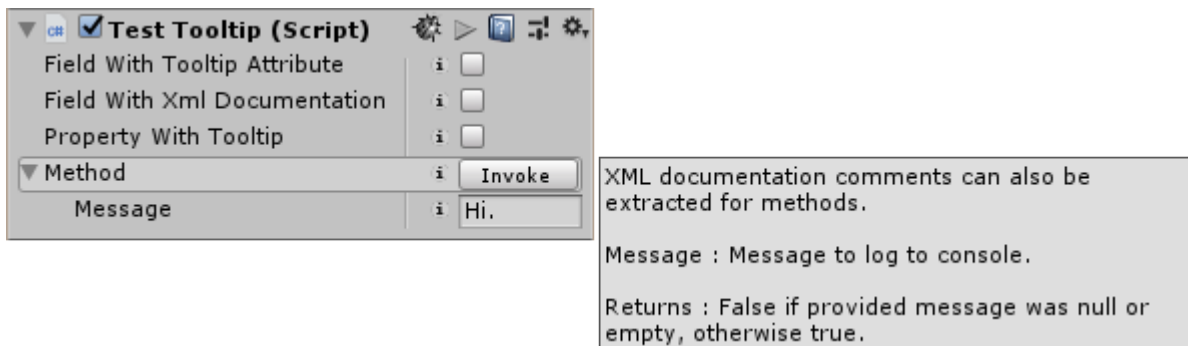 c#
Test Tooltip (Script)
?
Field With Tooltip Attribute
i
Field With Xml Documentation
i
Property With Tooltip
i
Method
i
Invoke
Message
i
Hi.
XML documentation comments can also be
extracted for methods.
Message : Message to log to console.
Returns : False if provided message was null or
empty, otherwise true.